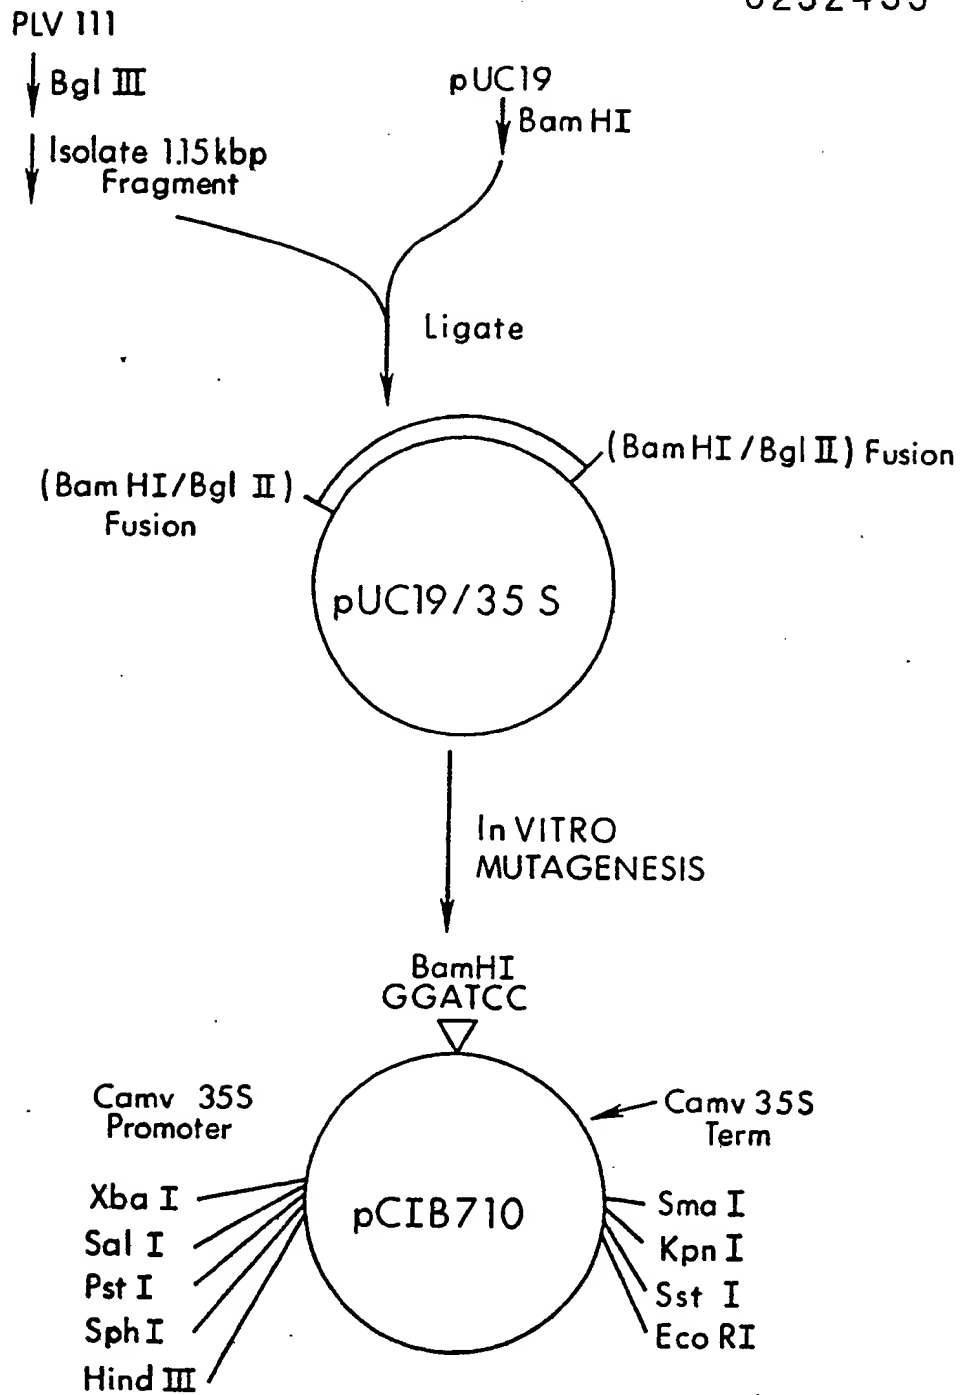 PLV 111
Bgl III
Isolate 1.15 kbp
Fragment
pUC19
Bam HI
Ligate
(Bam HI/Bgl II)
Fusion
(Bam HI/Bgl II) Fusion
pUC19/35 S
In VITRO
MUTAGENESIS
BamHI
GGATCC
Camv 35S
Promoter
Camv 35S
Term
pCIB710
Xba I
Sal I
Pst I
Sph I
Hind III
Sma I
Kpn I
Sst I
Eco RI